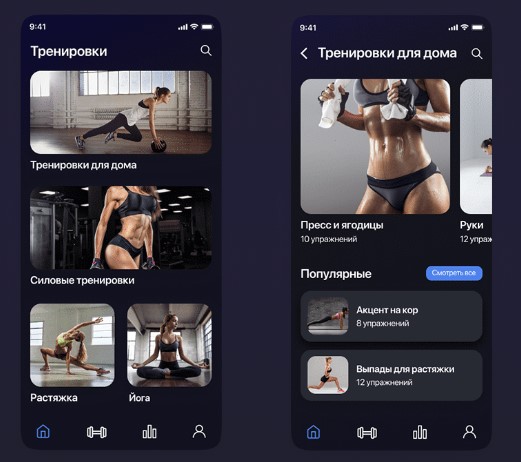 9:41
Тренировки
Тренировки для дома
Силовые тренировки
Растяжка
Йога
9:41
Тренировки для дома
Пресс и ягодицы
10 упражнений
Руки
12 упраж
Популярные
Смотреть все
Акцент на кор
8 упражнений
Выпады для растяжки
12 упражнений